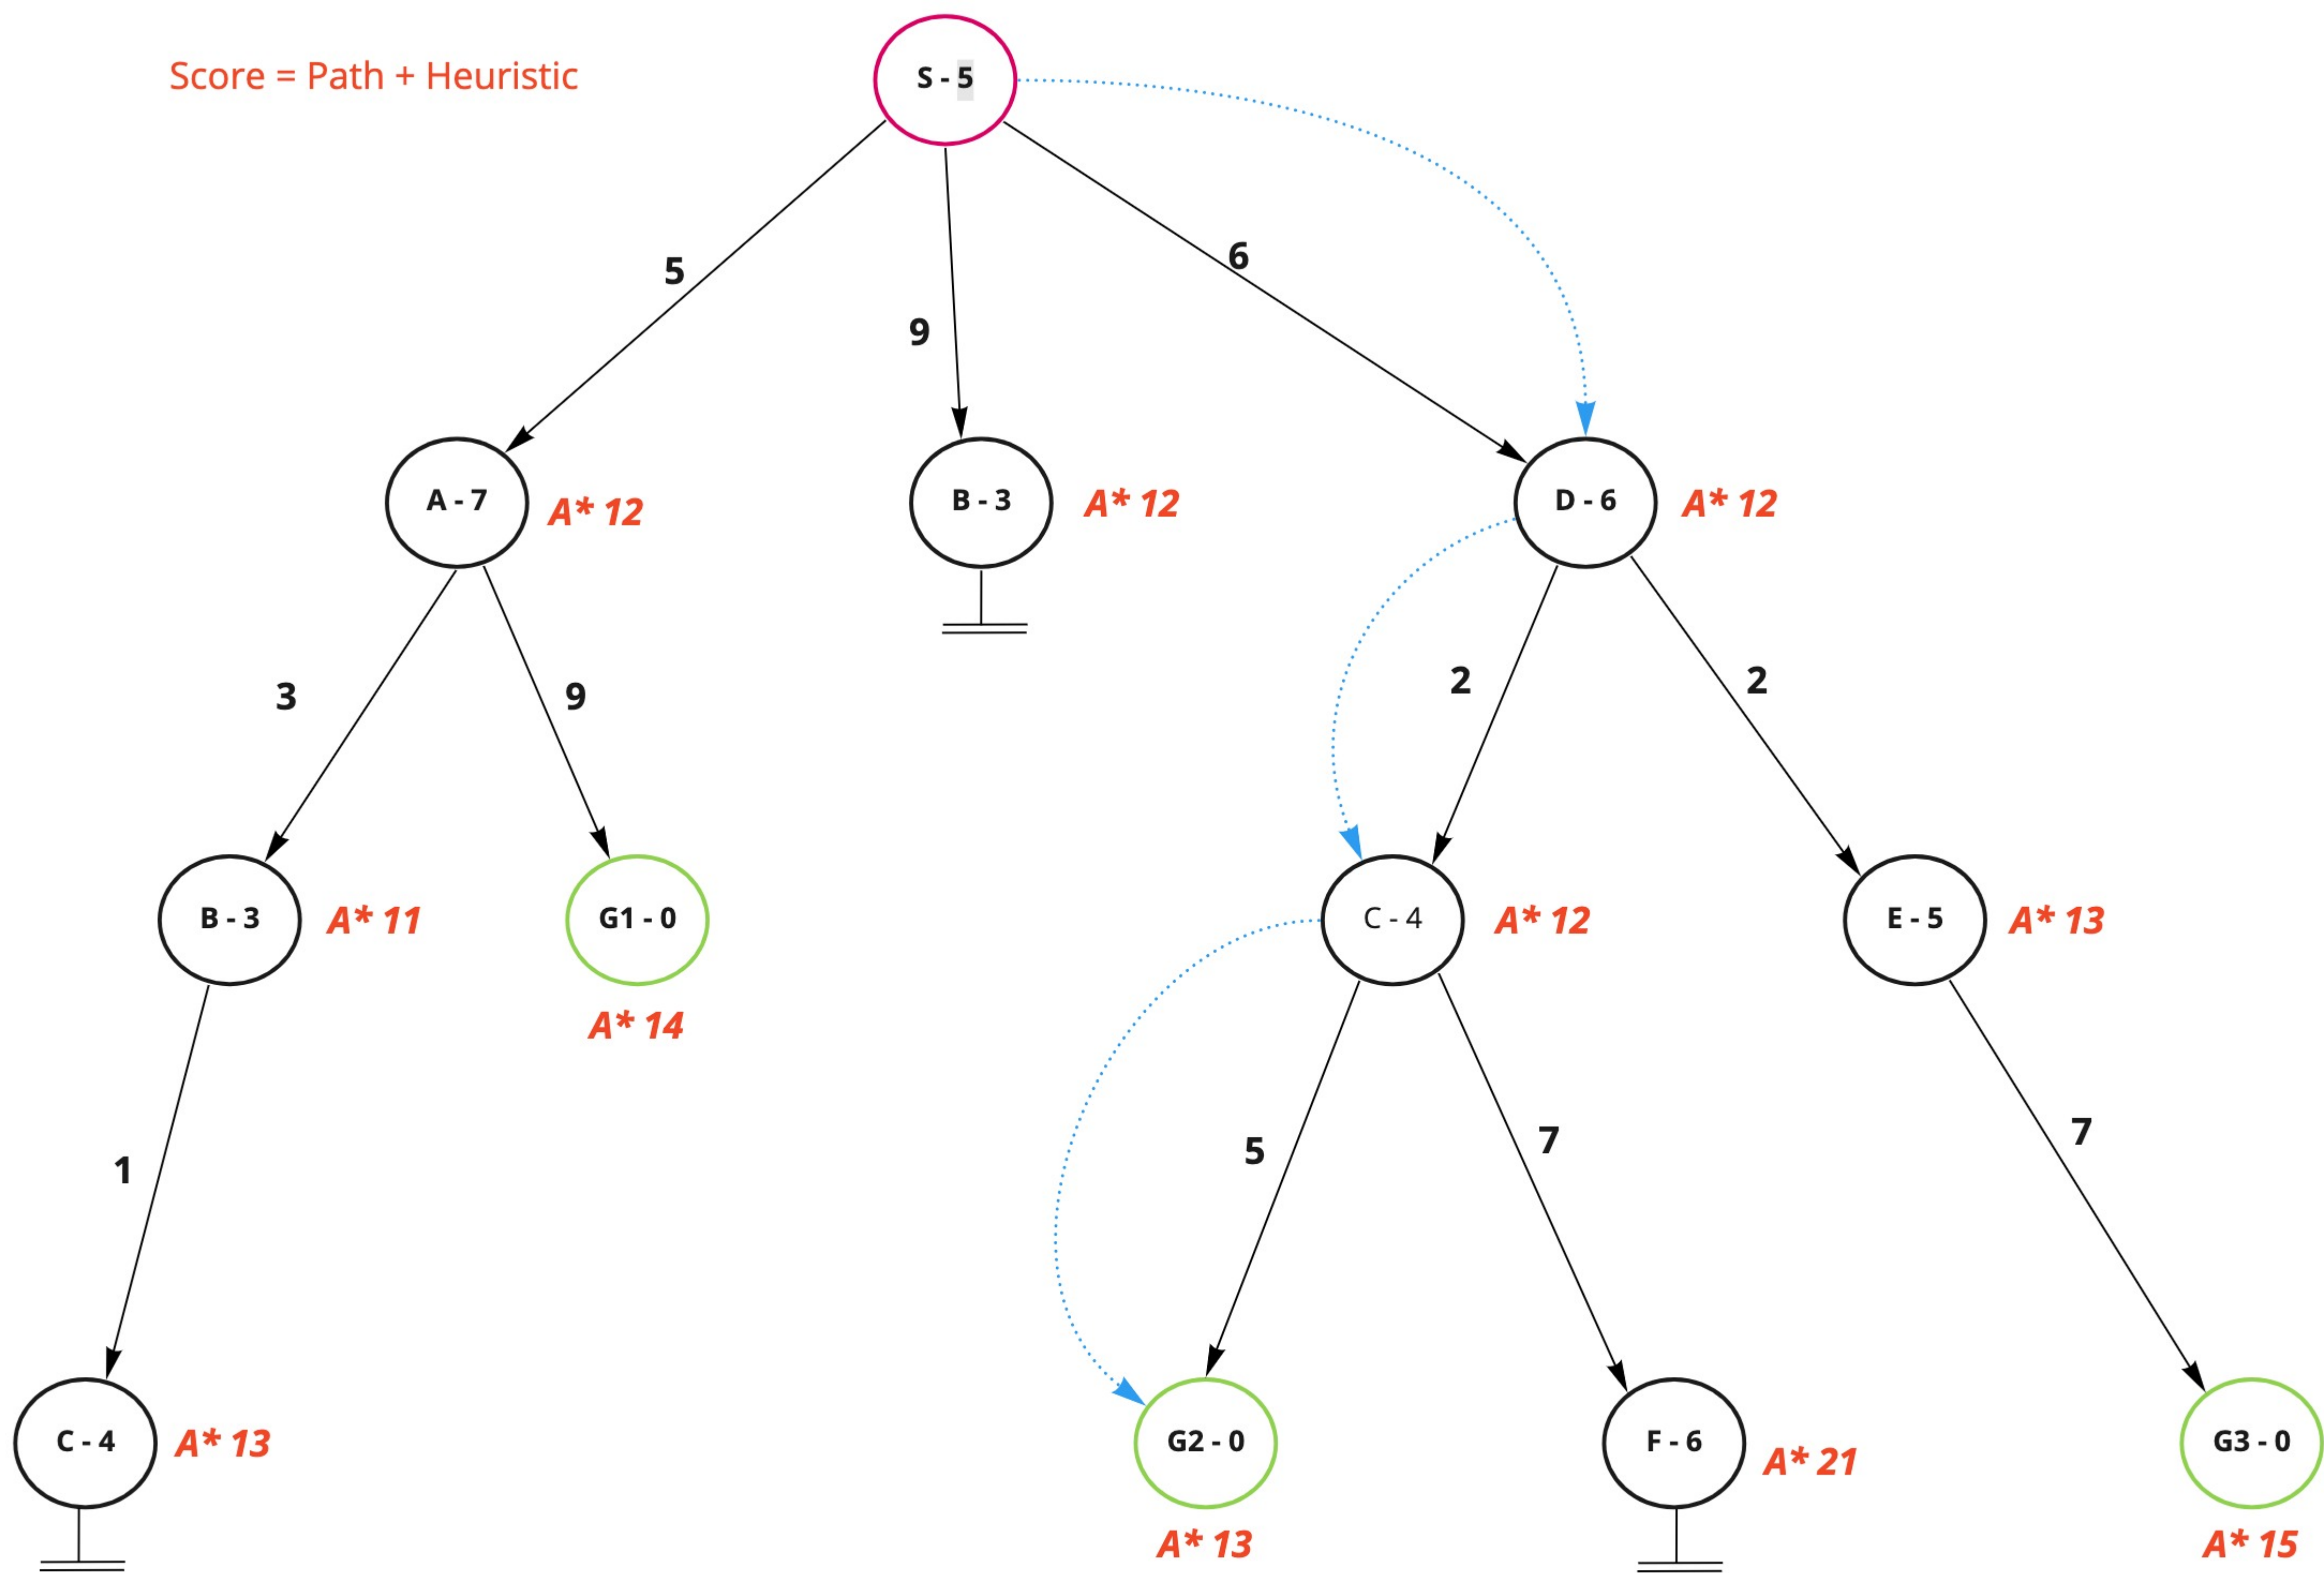 Score = Path + Heuristic
S - 5
5
9
6
A - 7
A* 12
B - 3
A* 12
D - 6
A* 12
3
9
2
2
B - 3
A* 11
G1 - 0
A* 14
C - 4
A* 12
E - 5
A* 13
1
5
7
7
C - 4
A* 13
G2 - 0
A* 13
F - 6
A* 21
G3 - 0
A* 15